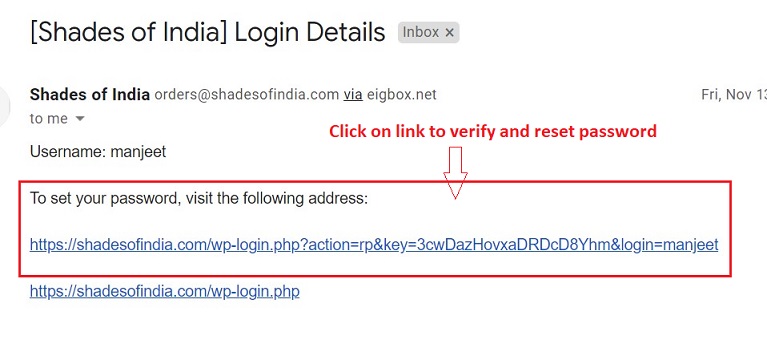 [Shades of India] Login Details Inbox ×
Shades of India orders@shadesofindia.com via eigbox.net Fri, Nov 13
to me
Click on link to verify and reset password
Username: manjeet
To set your password, visit the following address:
https://shadesofindia.com/wp-login.php?action=rp&key=3cwDazHovxaDRDcD8Yhm&login=manjeet
https://shadesofindia.com/wp-login.php